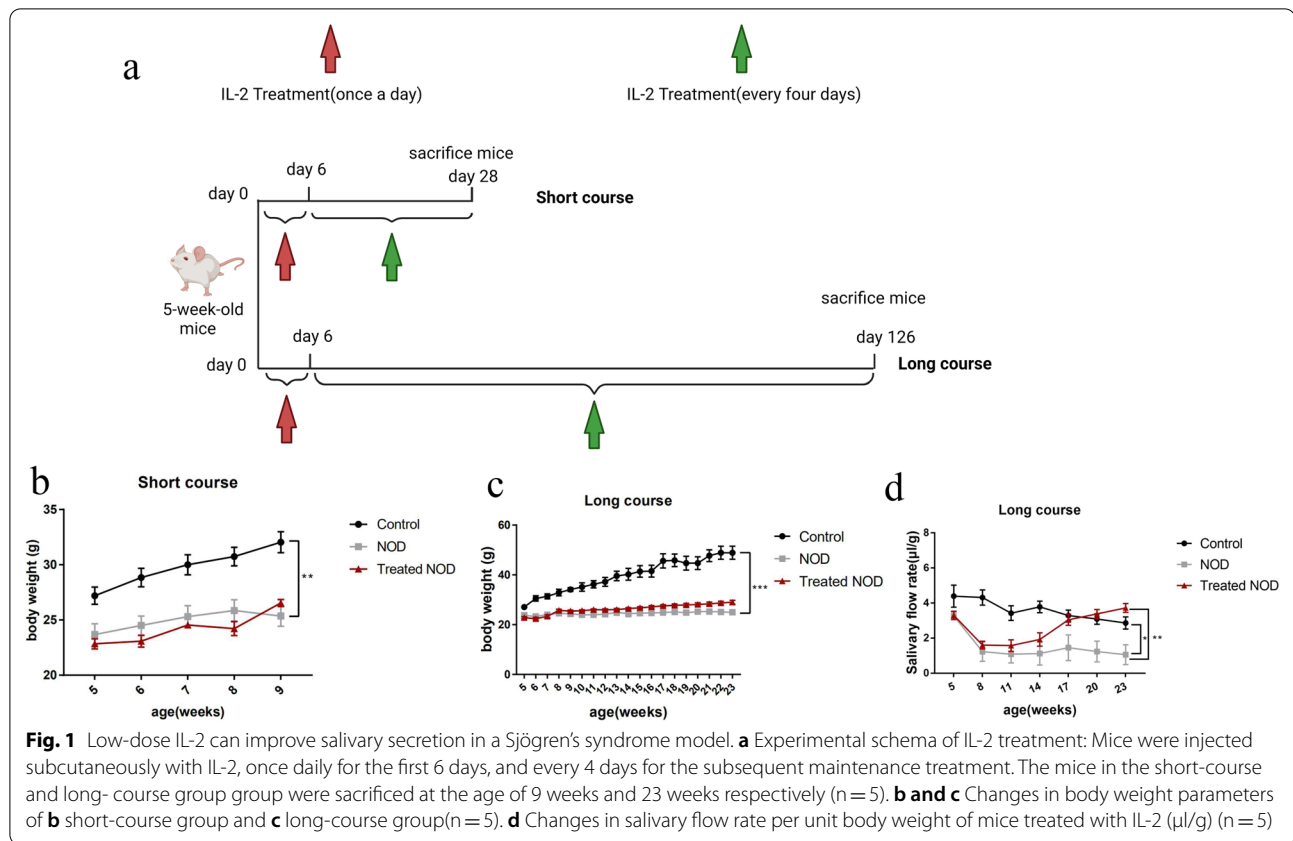 a
IL-2 Treatment(once a day)
IL-2 Treatment(every four days)
sacrifice mice
day 6
day 28
day 0
Short course
5-week-old
mice
sacrifice mice
day 6
day 126
day 0
Long course
b
Short course
35
30
25
20
body weight (g)
5
6
7
8
9
age(weeks)
**
Control
NOD
Treated NOD
c
Long course
60
40
20
0
body weight (g)
5
6
7
8
9
10
11
12
13
14
15
16
17
18
19
20
21
22
23
age(weeks)
***
Control
NOD
Treated NOD
d
Long course
8
6
4
2
0
Salivary flow rate(μl/g)
5
8
11
14
17
20
23
age(weeks)
*
**
Control
NOD
Treated NOD
Fig. 1 Low-dose IL-2 can improve salivary secretion in a Sjögren's syndrome model. a Experimental schema of IL-2 treatment: Mice were injected
subcutaneously with IL-2, once daily for the first 6 days, and every 4 days for the subsequent maintenance treatment. The mice in the short-course
and long- course group group were sacrificed at the age of 9 weeks and 23 weeks respectively (n = 5). b and c Changes in body weight parameters
of b short-course group and c long-course group(n = 5). d Changes in salivary flow rate per unit body weight of mice treated with IL-2 (μl/g) (n = 5)